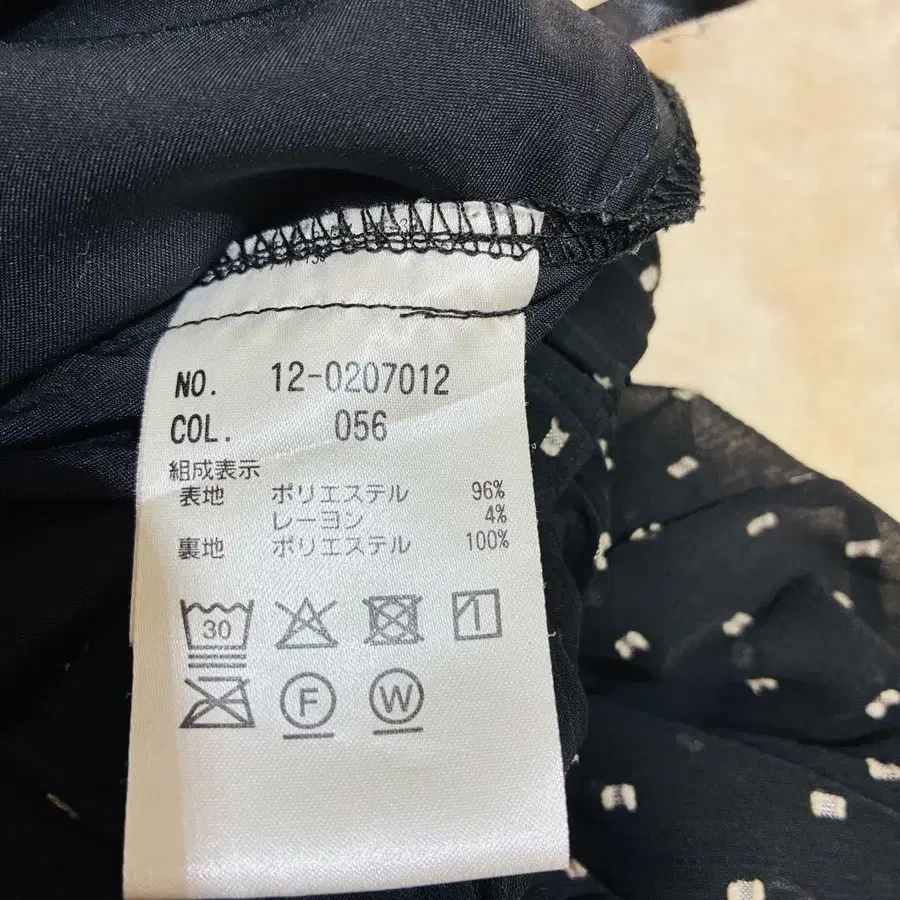 NO. 12-0207012
COL. 056
組成表示
表地 ポリエステル 96%
レーヨン 4%
裏地 ポリエステル 100%
30
F W